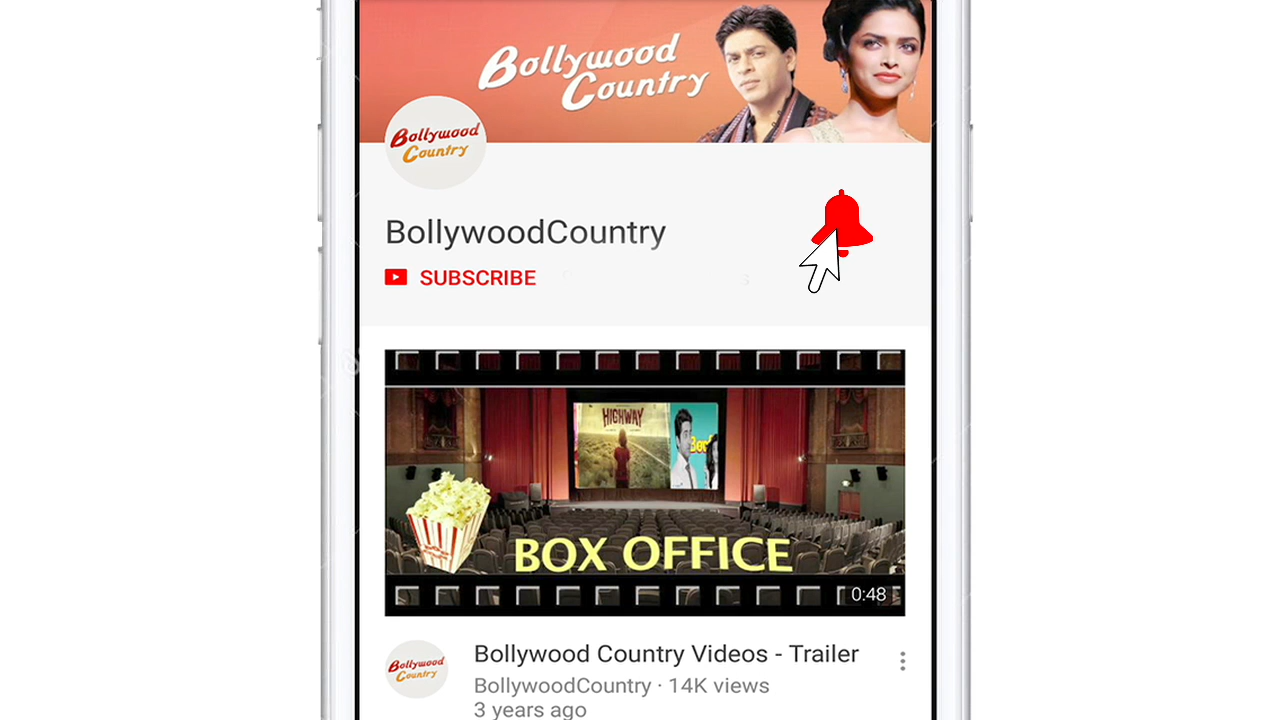 Bollywood
Country
Bollywood
Country
BollywoodCountry
SUBSCRIBE
HIGHWAY
BOX OFFICE
0:48
Bollywood
Country
Bollywood Country Videos - Trailer
BollywoodCountry · 14K views
3 years ago